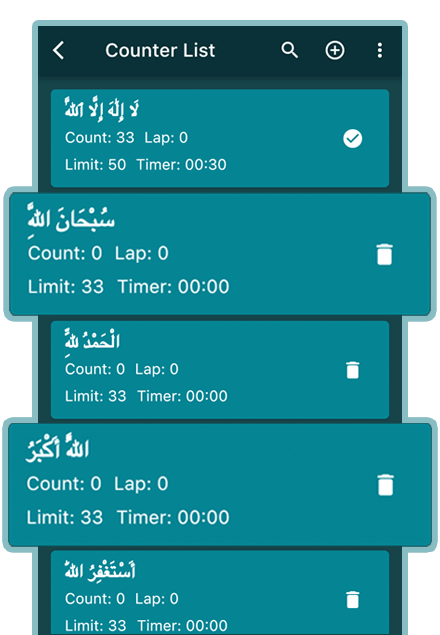 Counter List
لَا إِلٰهَ إِلَّا اللهُ
Count: 33 Lap: 0
Limit: 50 Timer: 00:30
سُبْحَانَ اللهِ
Count: 0 Lap: 0
Limit: 33 Timer: 00:00
الْحَمْدُ لِلهِ
Count: 0 Lap: 0
Limit: 33 Timer: 00:00
اللهُ أَكْبَرُ
Count: 0 Lap: 0
Limit: 33 Timer: 00:00
أَسْتَغْفِرُ اللهَ
Count: 0 Lap: 0
Limit: 33 Timer: 00:00